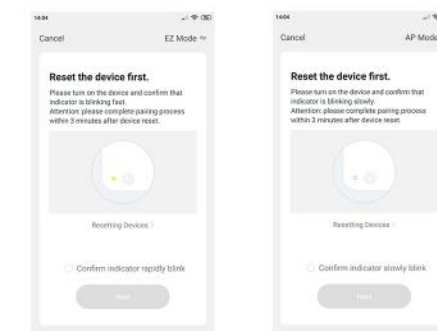 14:04
Cancel
EZ Mode
Reset the device first.
Please turn on the device and confirm that
indicator is blinking fast.
Attention: please complete pairing process
within 3 minutes after device reset.
Resetting Devices >
Confirm indicator rapidly blink
Next
14:04
Cancel
AP Mode
Reset the device first.
Please turn on the device and confirm that
indicator is blinking slowly.
Attention: please complete pairing process
within 3 minutes after device reset.
Resetting Devices >
Confirm indicator slowly blink
Next